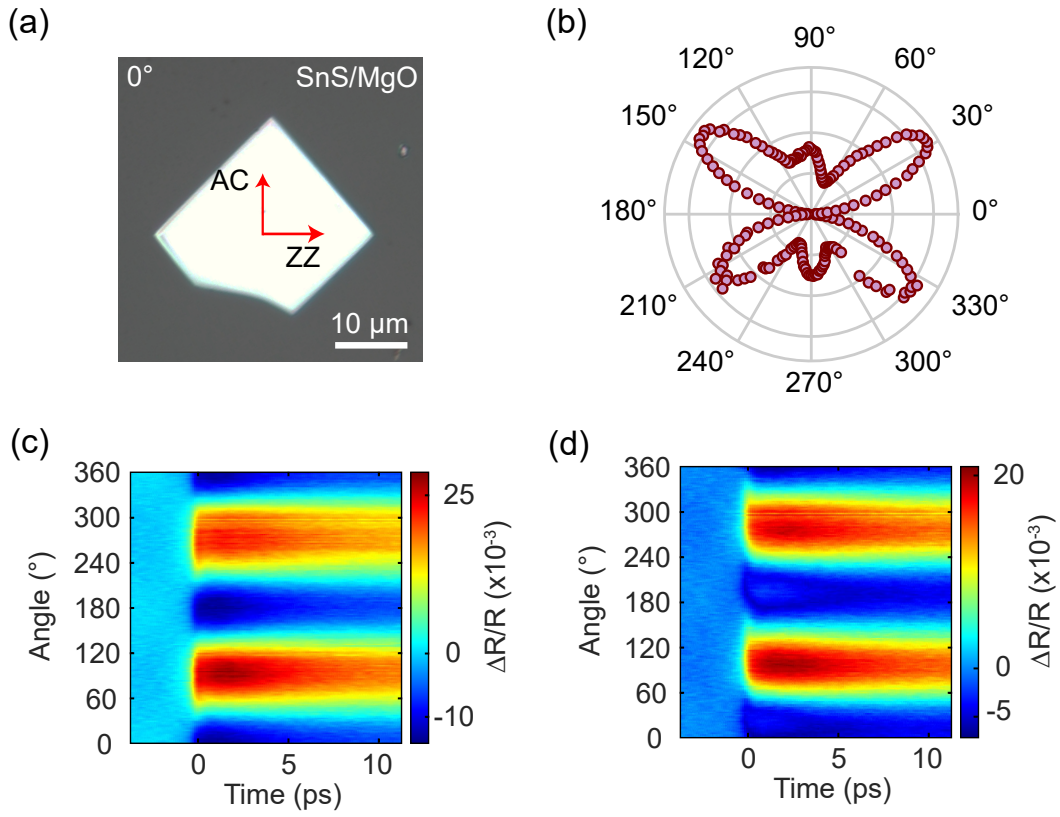 (a)
0° SnS/MgO
AC
ZZ
10 µm
(b)
90°
120° 60°
150° 30°
180° 0°
210° 330°
240° 300°
270°
(c)
360
300
240
180
120
60
0
Angle (°)
0 5 10
Time (ps)
25
0
-10
ΔR/R (x10⁻³)
(d)
360
300
240
180
120
60
0
Angle (°)
0 5 10
Time (ps)
20
0
-5
ΔR/R (x10⁻³)